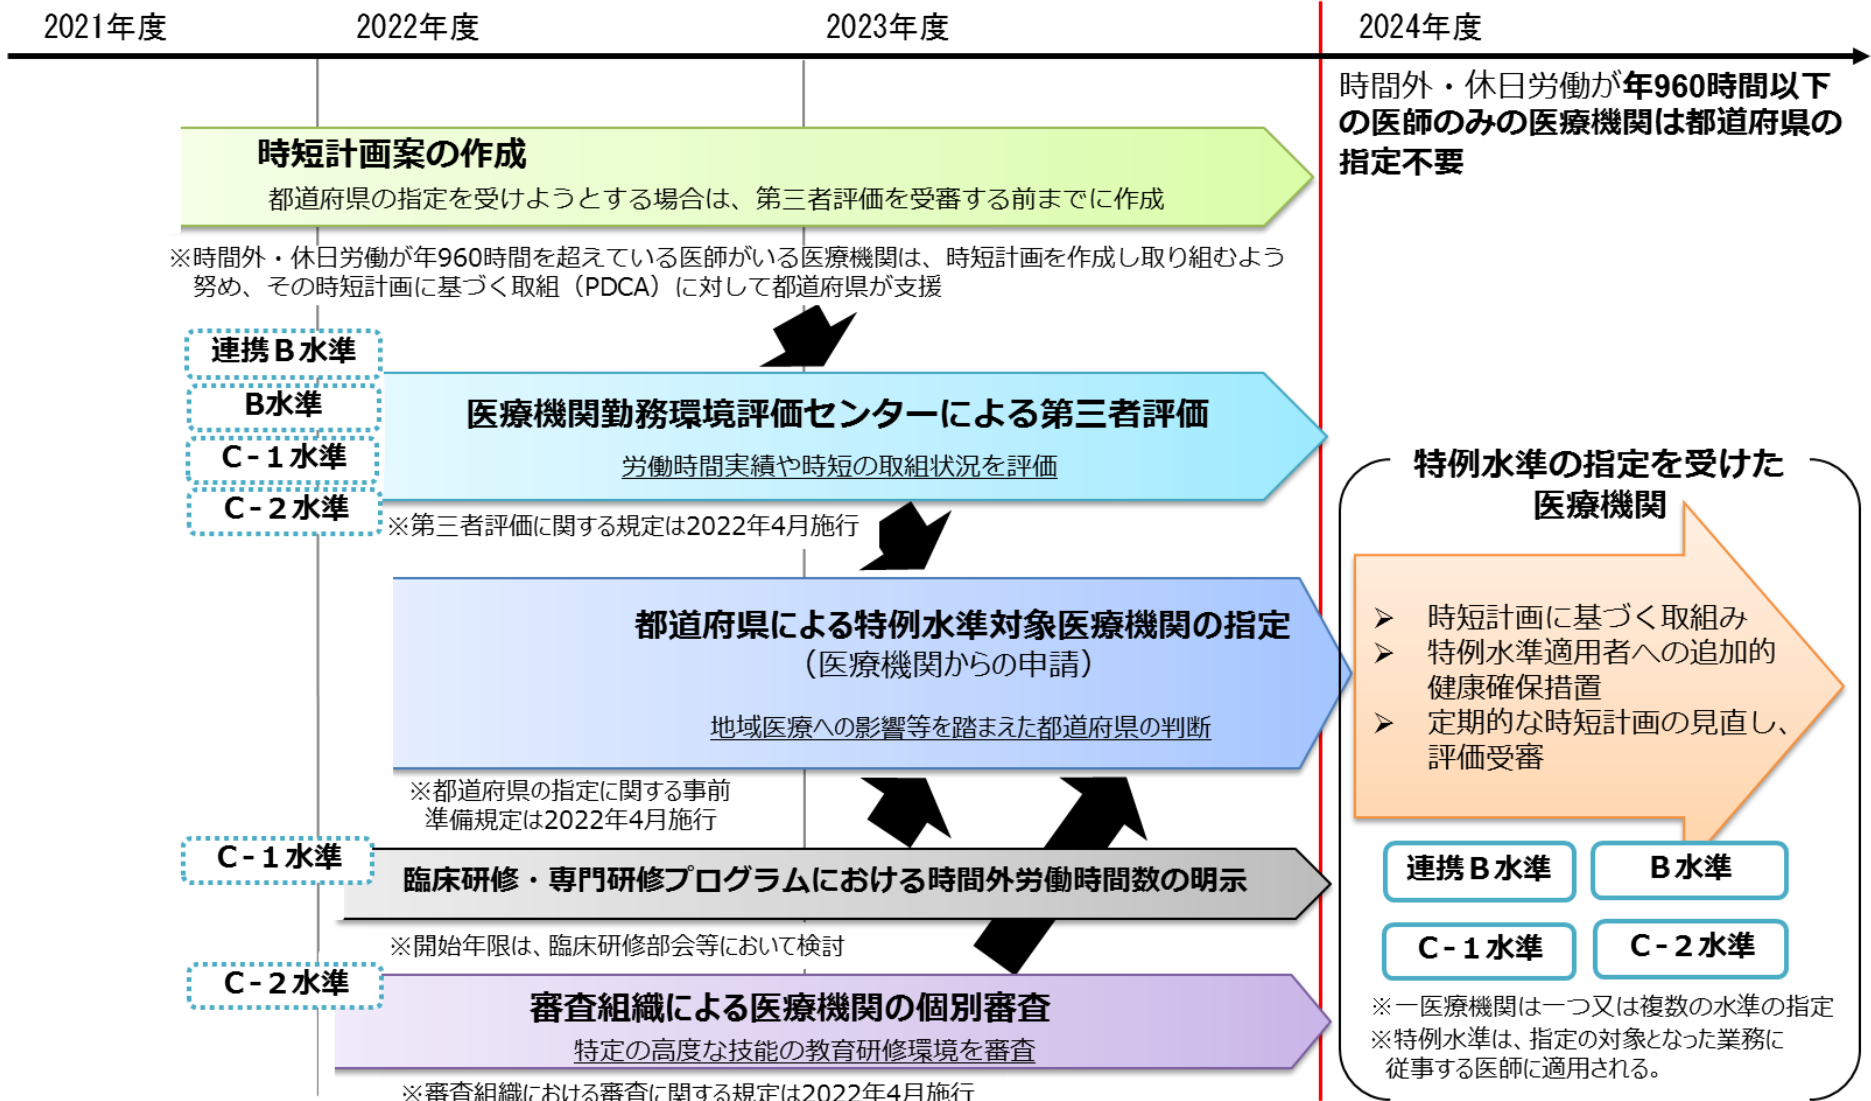 2021年度
2022年度
2023年度
2024年度
時間外・休日労働が年960時間以下
の医師のみの医療機関は都道府県の
指定不要
時短計画案の作成
都道府県の指定を受けようとする場合は、第三者評価を受審する前までに作成
※時間外・休日労働が年960時間を超えている医師がいる医療機関は、時短計画を作成し取り組むよう
努め、その時短計画に基づく取組（PDCA）に対して都道府県が支援
連携Ｂ水準
B水準
Ｃ-１水準
Ｃ-２水準
医療機関勤務環境評価センターによる第三者評価
労働時間実績や時短の取組状況を評価
※第三者評価に関する規定は2022年4月施行
都道府県による特例水準対象医療機関の指定
（医療機関からの申請）
地域医療への影響等を踏まえた都道府県の判断
※都道府県の指定に関する事前
準備規定は2022年4月施行
Ｃ-１水準
臨床研修・専門研修プログラムにおける時間外労働時間数の明示
※開始年限は、臨床研修部会等において検討
Ｃ-２水準
審査組織による医療機関の個別審査
特定の高度な技能の教育研修環境を審査
※審査組織における審査に関する規定は2022年4月施行
特例水準の指定を受けた
医療機関
➢ 時短計画に基づく取組み
➢ 特例水準適用者への追加的
健康確保措置
➢ 定期的な時短計画の見直し、
評価受審
連携Ｂ水準
Ｂ水準
Ｃ-１水準
Ｃ-２水準
※一医療機関は一つ又は複数の水準の指定
※特例水準は、指定の対象となった業務に
従事する医師に適用される。